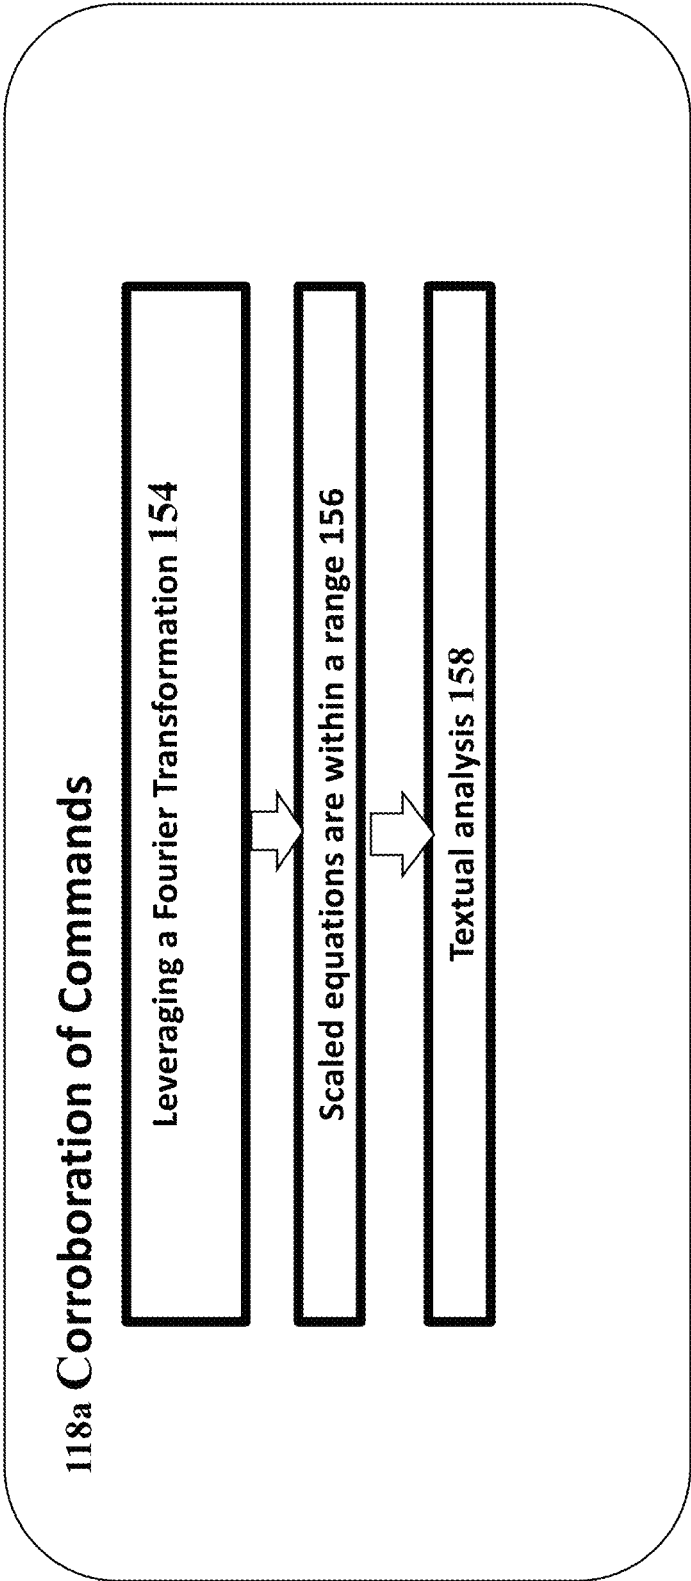 118a Corroboration of Commands
Leveraging a Fourier Transformation 154
Scaled equations are within a range 156
Textual analysis 158